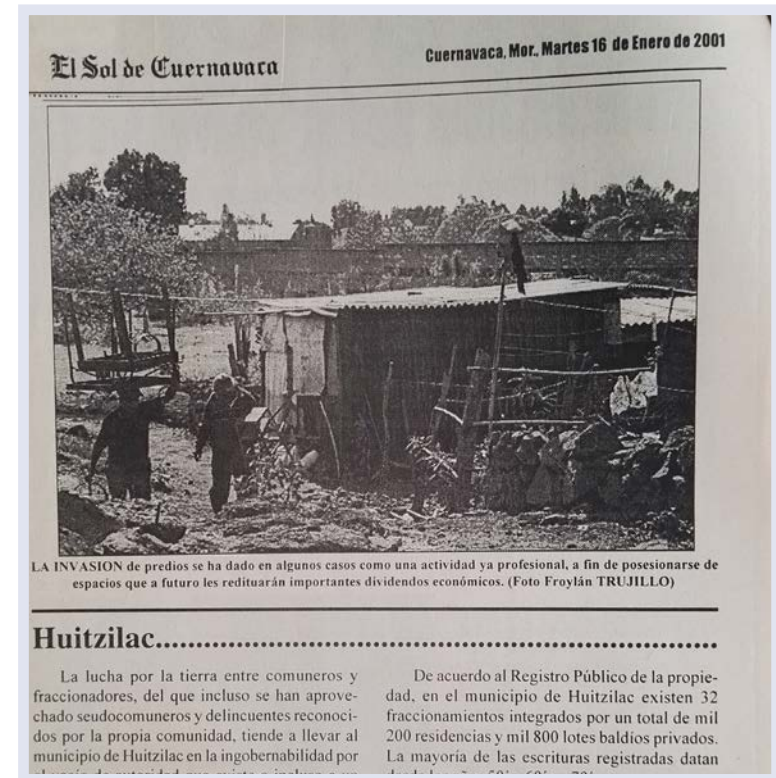 El Sol de Cuernavaca
Cuernavaca, Mor., Martes 16 de Enero de 2001
LA INVASION de predios se ha dado en algunos casos como una actividad ya profesional, a fin de posesionarse de
espacios que a futuro les redituarán importantes dividendos económicos. (Foto Froylán TRUJILLO)
Huitzilac..........................................................................
La lucha por la tierra entre comuneros y
fraccionadores, del que incluso se han aprove-
chado seudocomuneros y delincuentes reconoci-
dos por la propia comunidad, tiende a llevar al
municipio de Huitzilac en la ingobernabilidad por
De acuerdo al Registro Público de la propie-
dad, en el municipio de Huitzilac existen 32
fraccionamientos integrados por un total de mil
200 residencias y mil 800 lotes baldíos privados.
La mayoría de las escrituras registradas datan